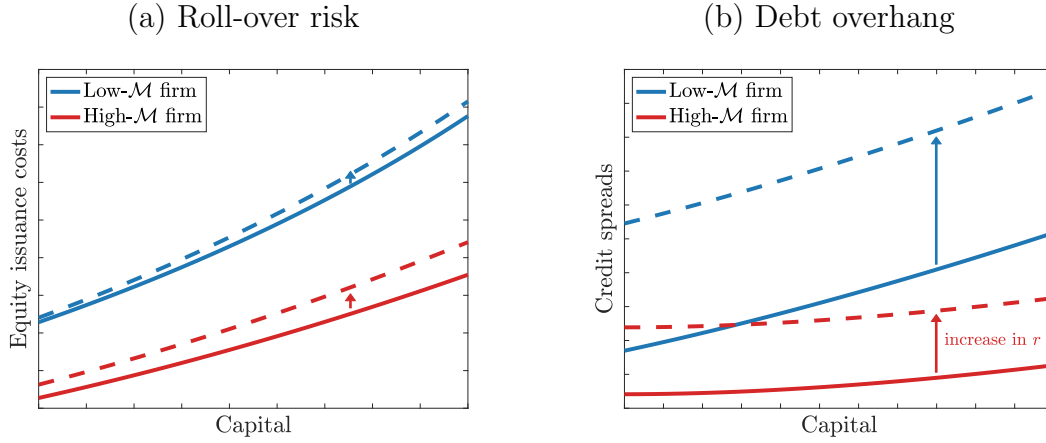 (a) Roll-over risk
Low-ℳ firm
High-ℳ firm
Equity issuance costs
Capital
(b) Debt overhang
Low-ℳ firm
High-ℳ firm
Credit spreads
increase in r
Capital